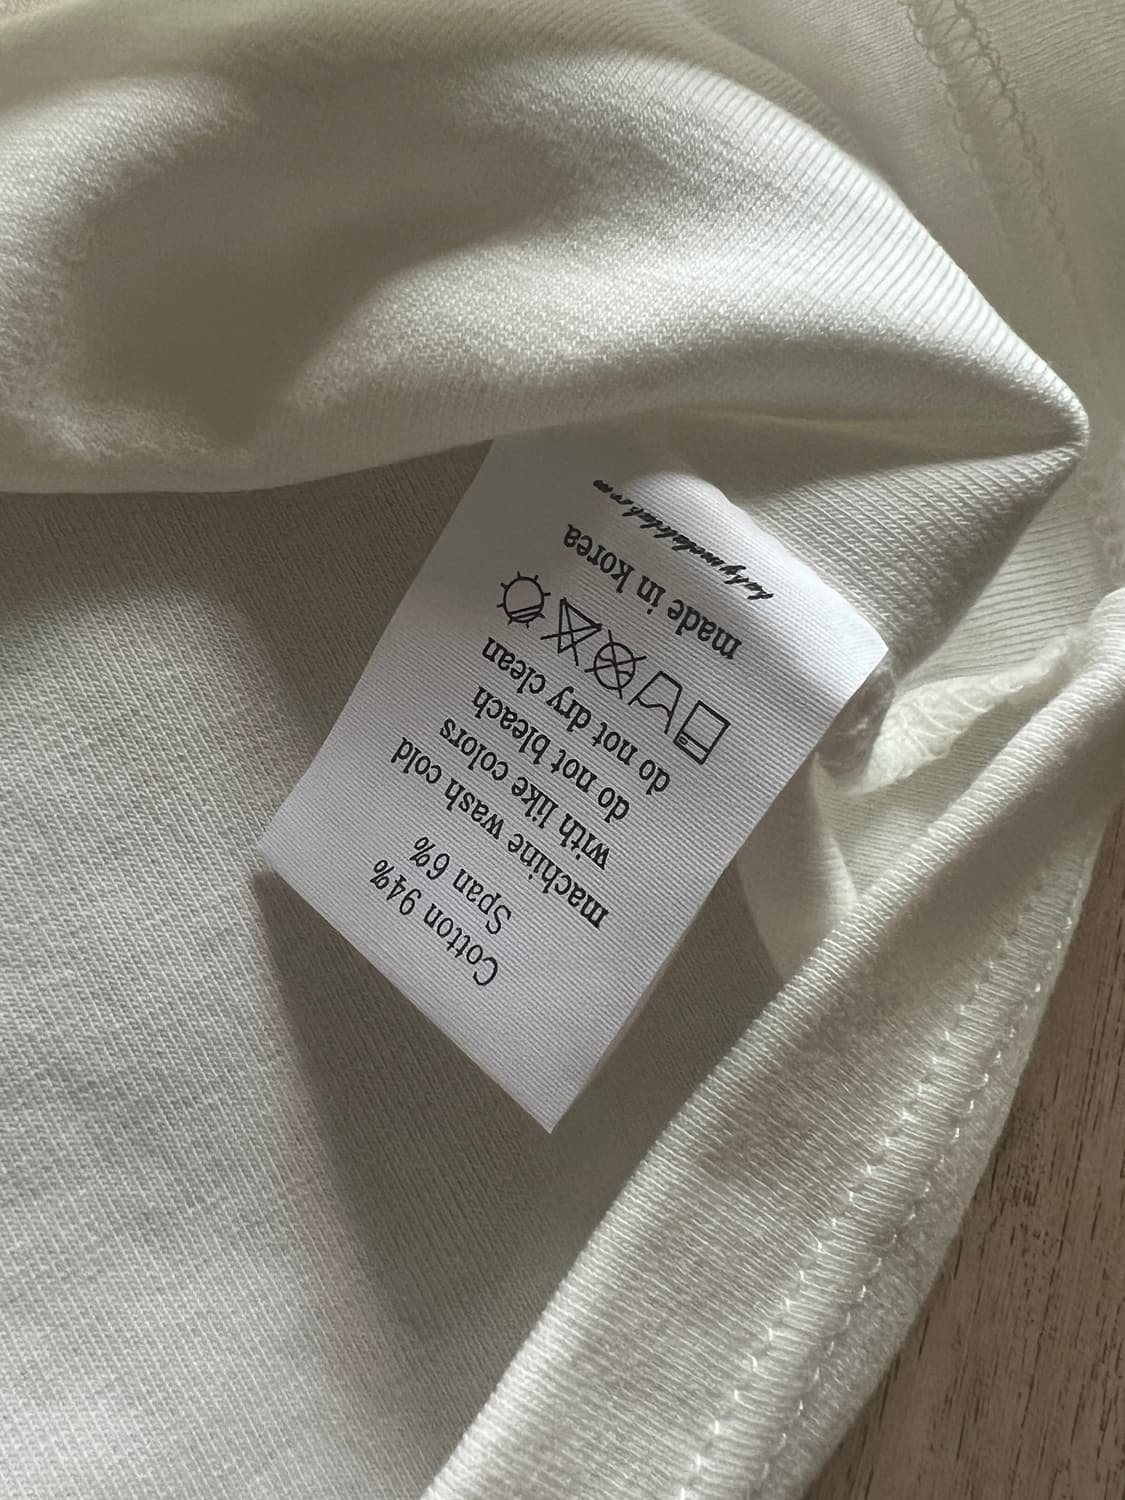 Cotton 94%
Span 6%
machine wash cold
with like colors
do not bleach
do not dry clean
made in korea